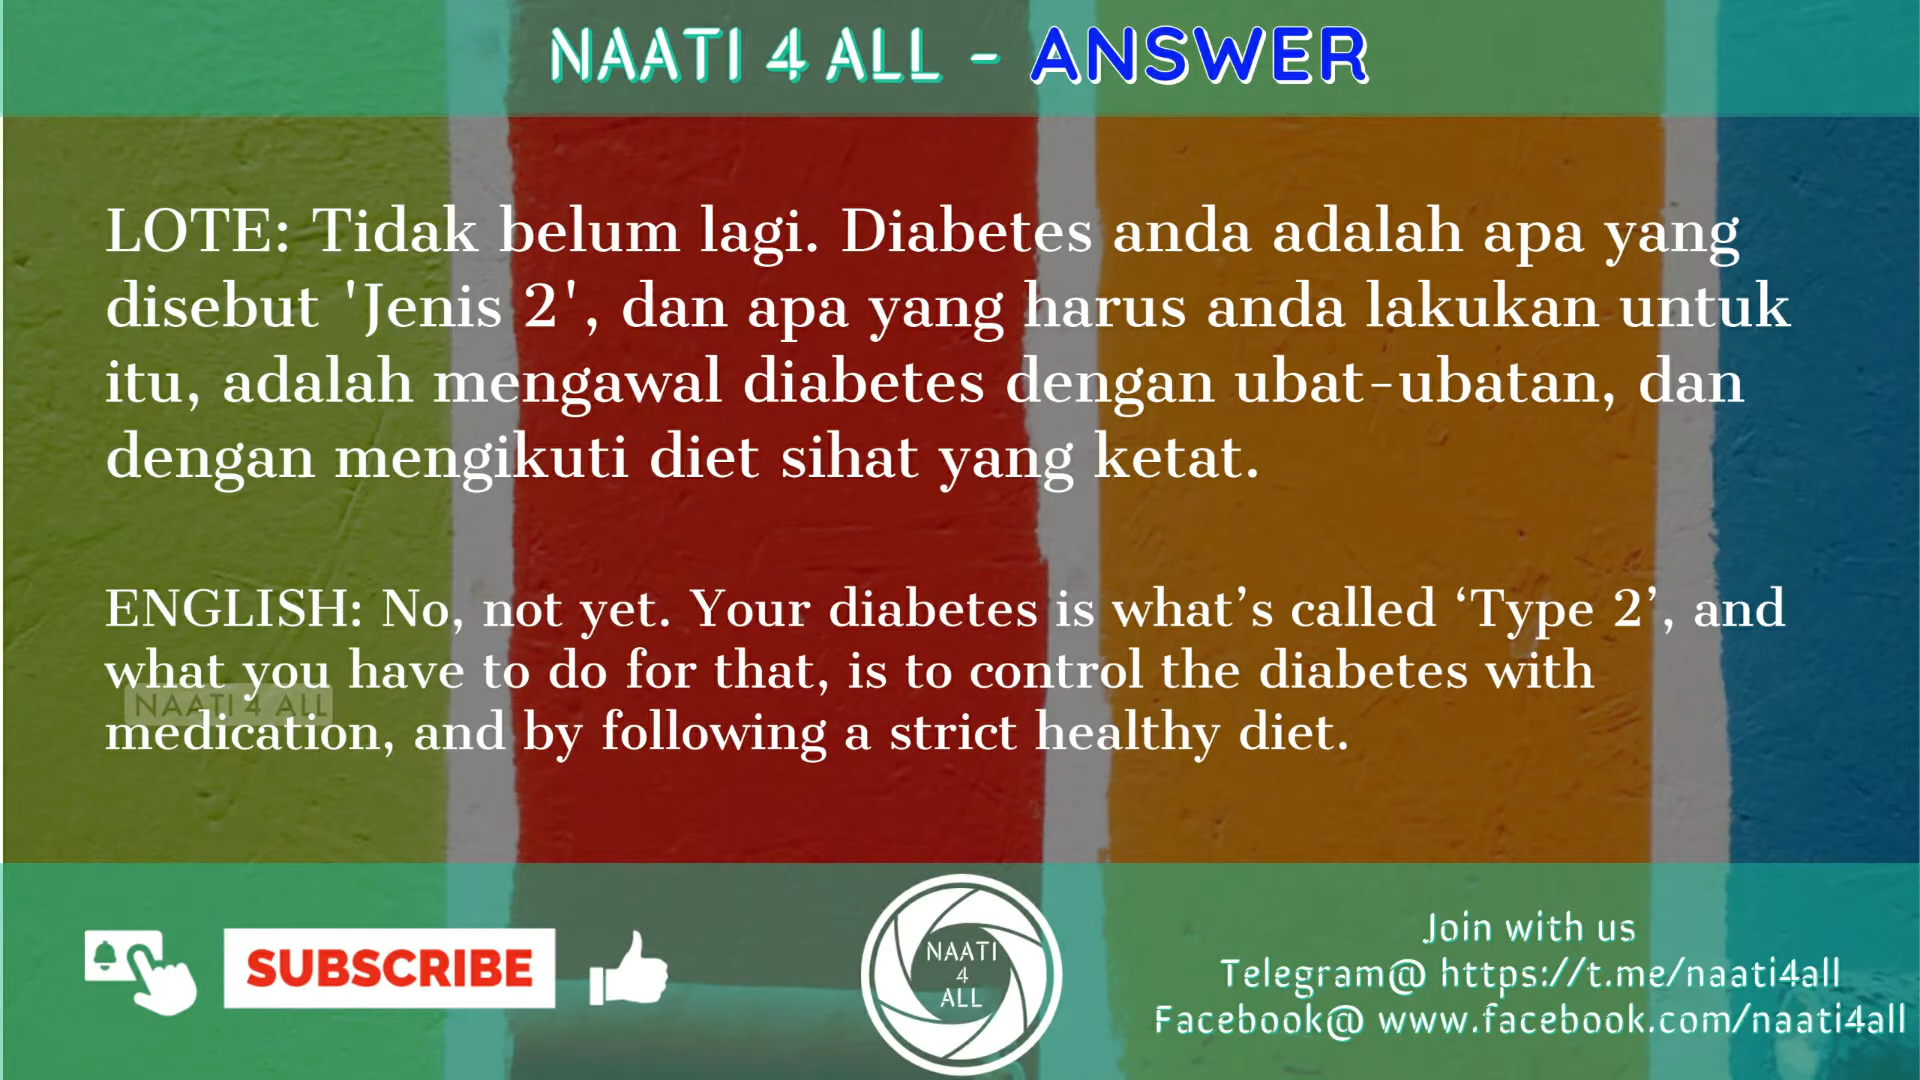 NAATI 4 ALL - ANSWER
LOTE: Tidak belum lagi. Diabetes anda adalah apa yang
disebut 'Jenis 2', dan apa yang harus anda lakukan untuk
itu, adalah mengawal diabetes dengan ubat-ubatan, dan
dengan mengikuti diet sihat yang ketat.
ENGLISH: No, not yet. Your diabetes is what’s called ‘Type 2’, and
what you have to do for that, is to control the diabetes with
NAATI 4 ALL
medication, and by following a strict healthy diet.
SUBSCRIBE
NAATI
4
ALL
Join with us
Telegram@ https://t.me/naati4all
Facebook@ www.facebook.com/naati4all